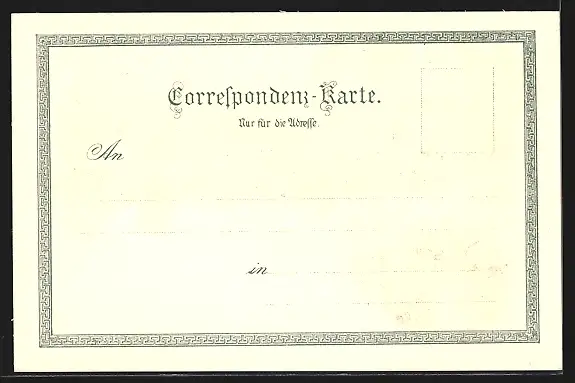 Correſpondenz-Karte.
Nur für die Adreſſe.
An
in